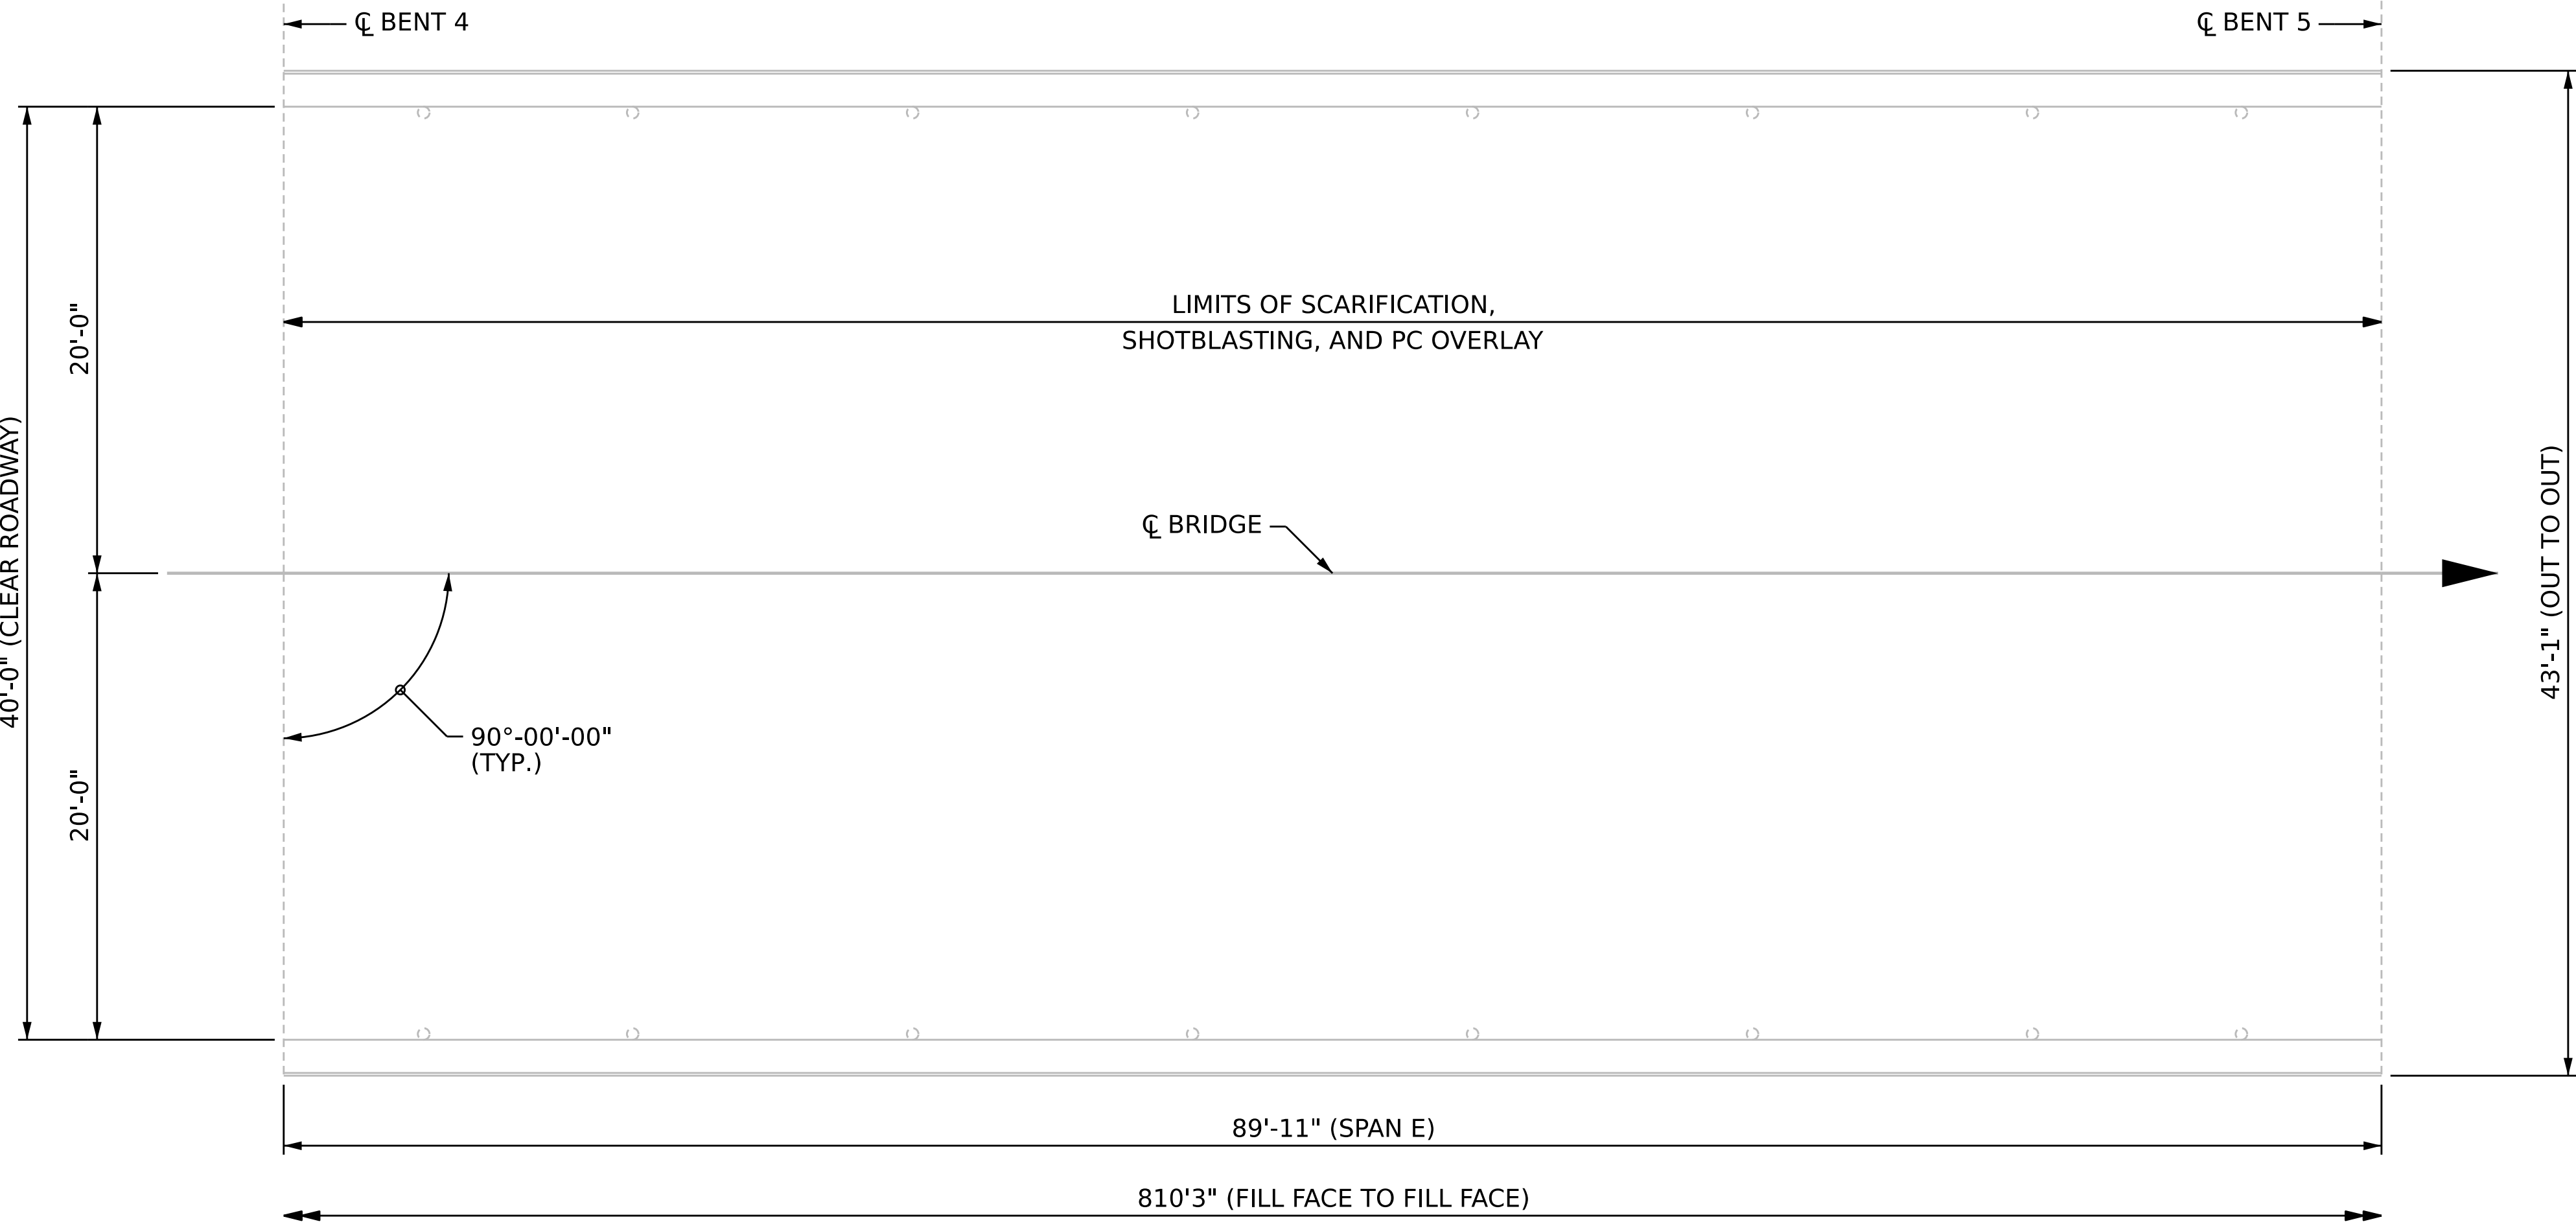 ℄ BENT 4
℄ BENT 5
LIMITS OF SCARIFICATION,
SHOTBLASTING, AND PC OVERLAY
20'-0"
40'-0" (CLEAR ROADWAY)
43'-1" (OUT TO OUT)
℄ BRIDGE
90°-00'-00"
(TYP.)
20'-0"
89'-11" (SPAN E)
810'3" (FILL FACE TO FILL FACE)